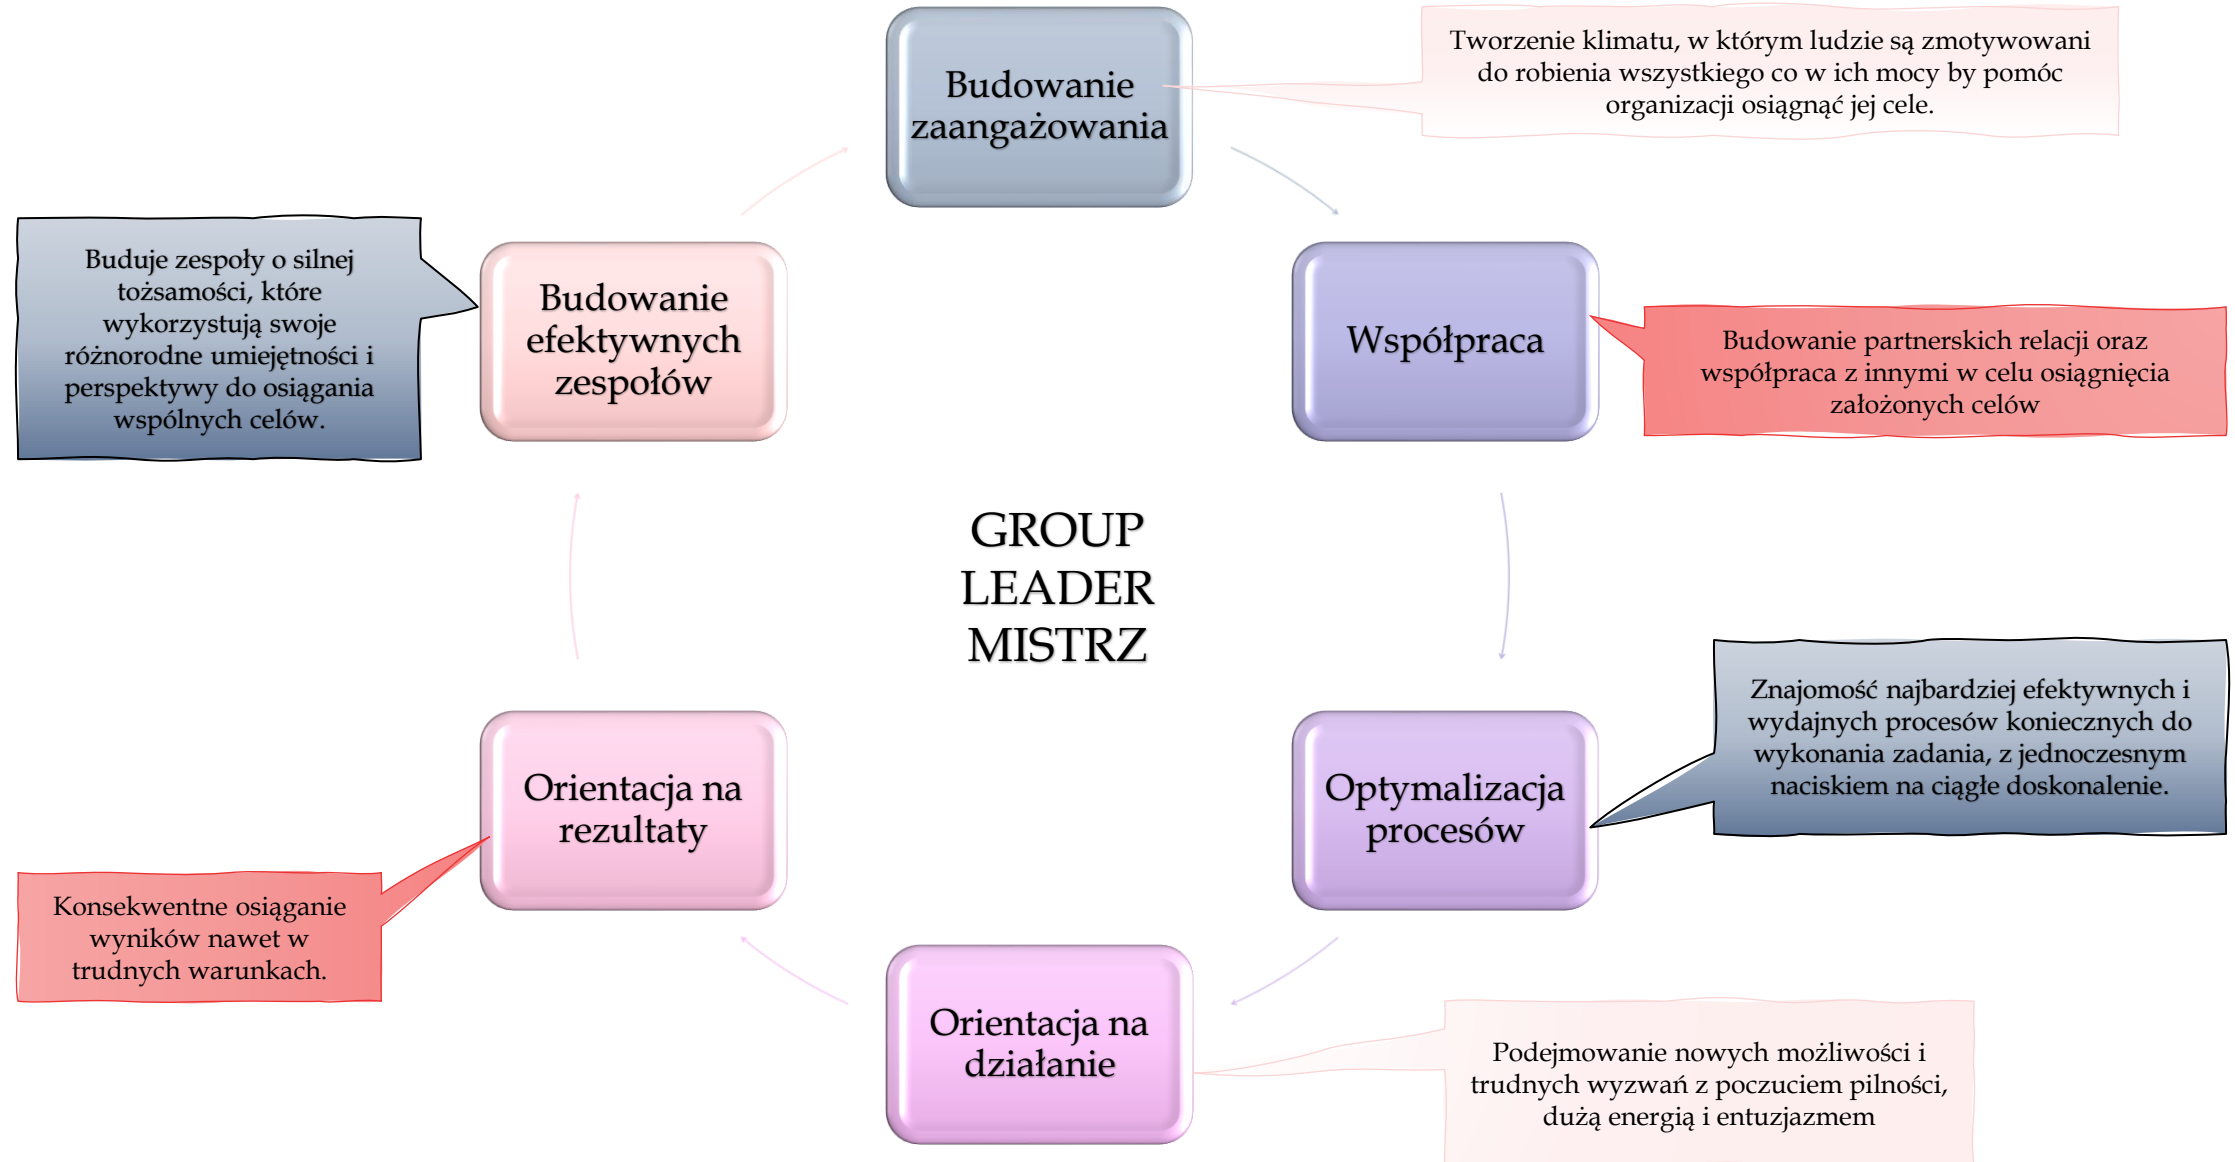 Budowanie
zaangażowania
Tworzenie klimatu, w którym ludzie są zmotywowani
do robienia wszystkiego co w ich mocy by pomóc
organizacji osiągnąć jej cele.
Współpraca
Budowanie partnerskich relacji oraz
współpraca z innymi w celu osiągnięcia
założonych celów
Optymalizacja
procesów
Znajomość najbardziej efektywnych i
wydajnych procesów koniecznych do
wykonania zadania, z jednoczesnym
naciskiem na ciągłe doskonalenie.
Orientacja na
działanie
Podejmowanie nowych możliwości i
trudnych wyzwań z poczuciem pilności,
dużą energią i entuzjazmem
Orientacja na
rezultaty
Konsekwentne osiąganie
wyników nawet w
trudnych warunkach.
Budowanie
efektywnych
zespołów
Buduje zespoły o silnej
tożsamości, które
wykorzystują swoje
różnorodne umiejętności i
perspektywy do osiągania
wspólnych celów.
GROUP
LEADER
MISTRZ